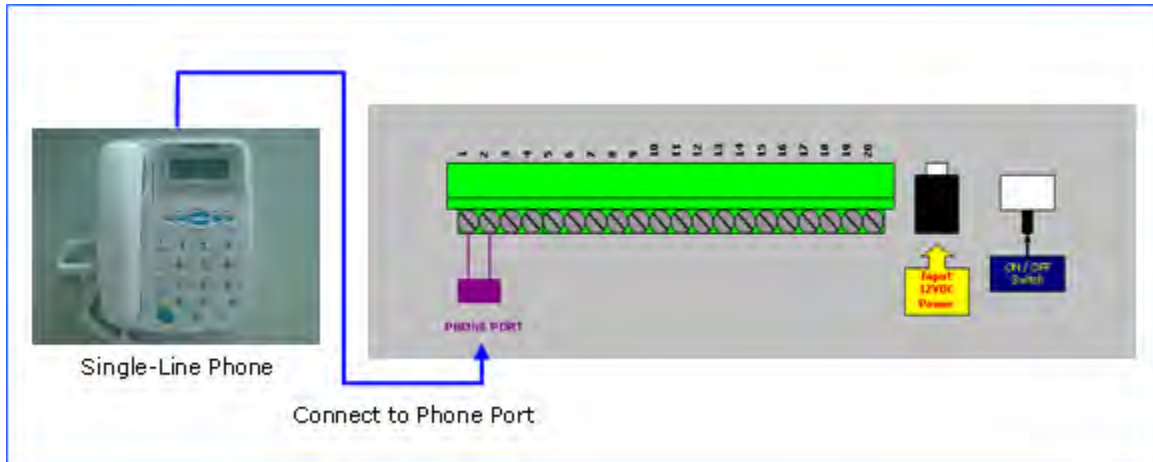 1 2 3 4 5 6 7 8 9 10 11 12 13 14 15 16 17 18 19 20
Input
12VDC
Power
ON / OFF
Switch
PHONE PORT
Single-Line Phone
Connect to Phone Port